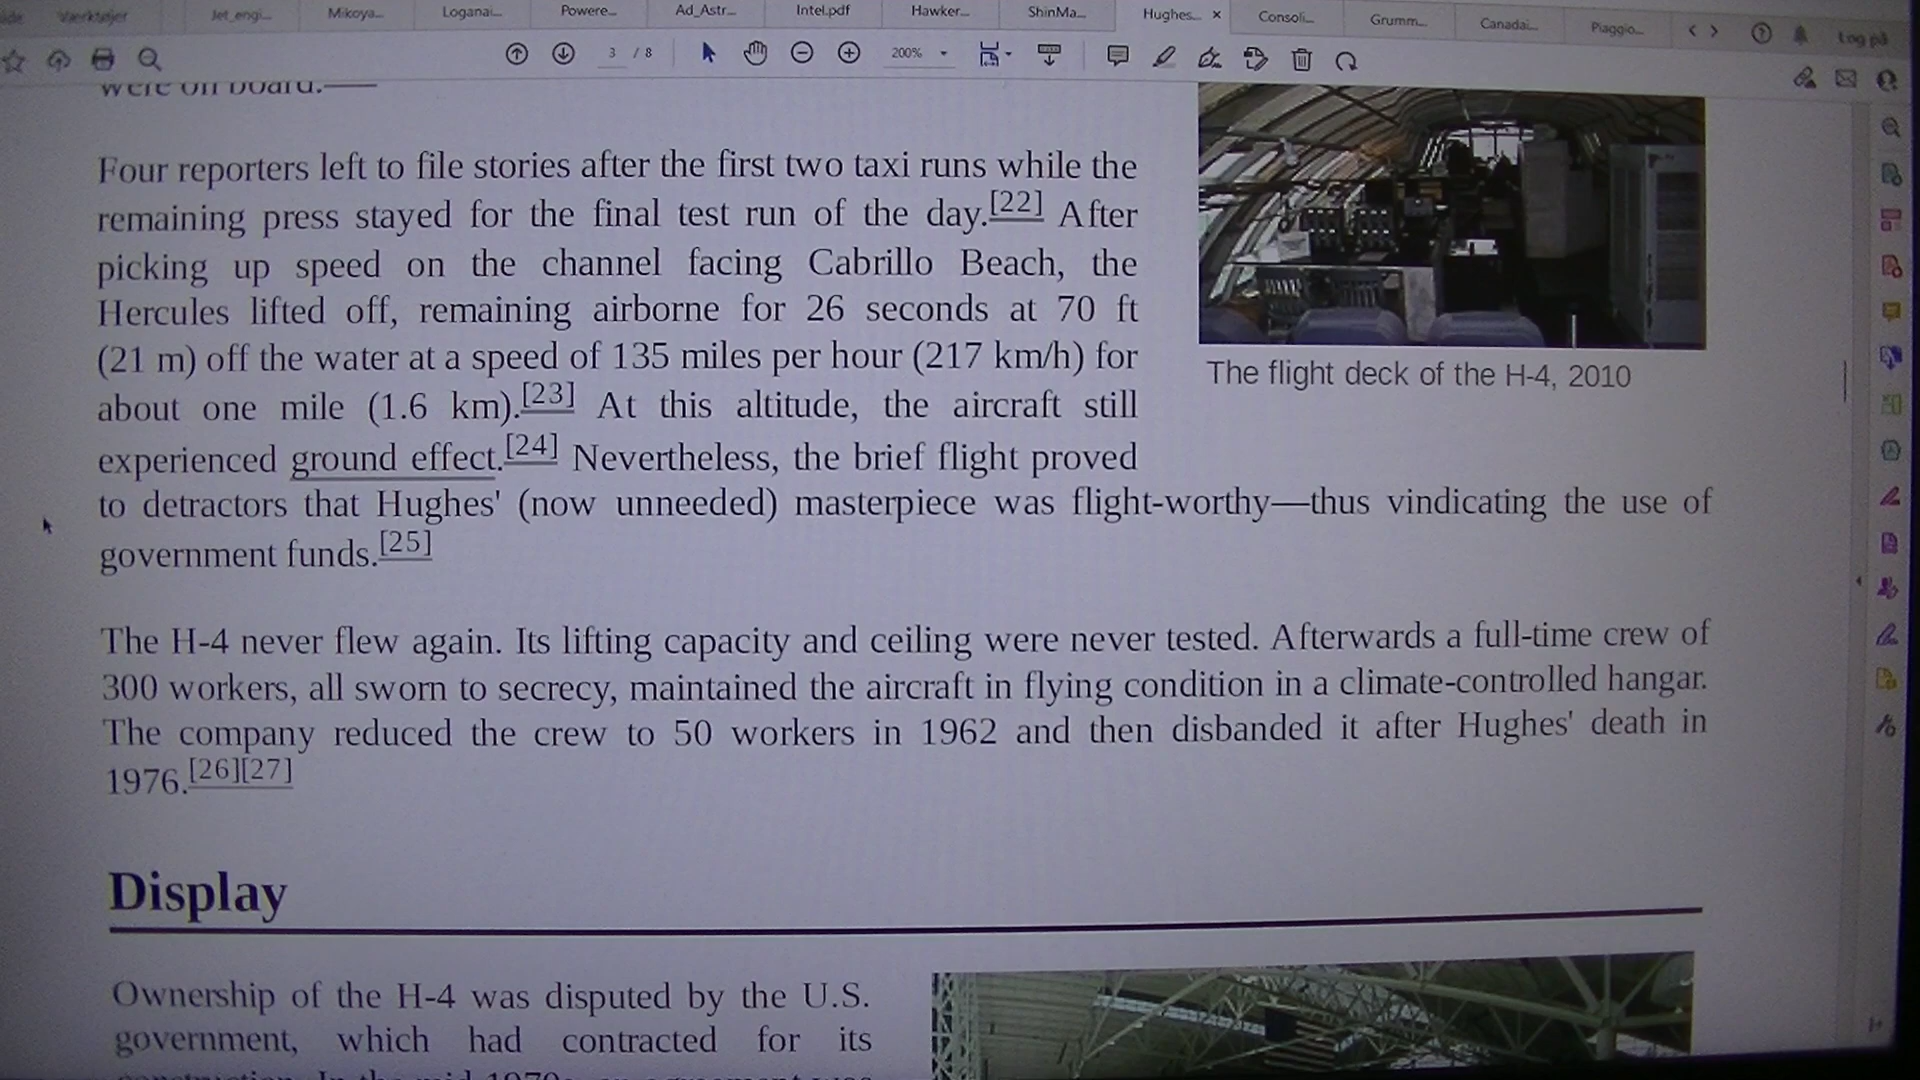 Værktøjer
Jet_engi...
Mikoya...
Loganai...
Powere...
Ad_Astr...
Intel.pdf
Hawker...
ShinMa...
Hughes...
Consoli...
Grumm...
Canadai...
Piaggio...
Log på
3 / 8
200%
were on board.
Four reporters left to file stories after the first two taxi runs while the
remaining press stayed for the final test run of the day.[22] After
picking up speed on the channel facing Cabrillo Beach, the
Hercules lifted off, remaining airborne for 26 seconds at 70 ft
(21 m) off the water at a speed of 135 miles per hour (217 km/h) for
about one mile (1.6 km).[23] At this altitude, the aircraft still
experienced ground effect.[24] Nevertheless, the brief flight proved
to detractors that Hughes' (now unneeded) masterpiece was flight-worthy—thus vindicating the use of
government funds.[25]
The flight deck of the H-4, 2010
The H-4 never flew again. Its lifting capacity and ceiling were never tested. Afterwards a full-time crew of
300 workers, all sworn to secrecy, maintained the aircraft in flying condition in a climate-controlled hangar.
The company reduced the crew to 50 workers in 1962 and then disbanded it after Hughes' death in
1976.[26][27]
Display
Ownership of the H-4 was disputed by the U.S.
government, which had contracted for its